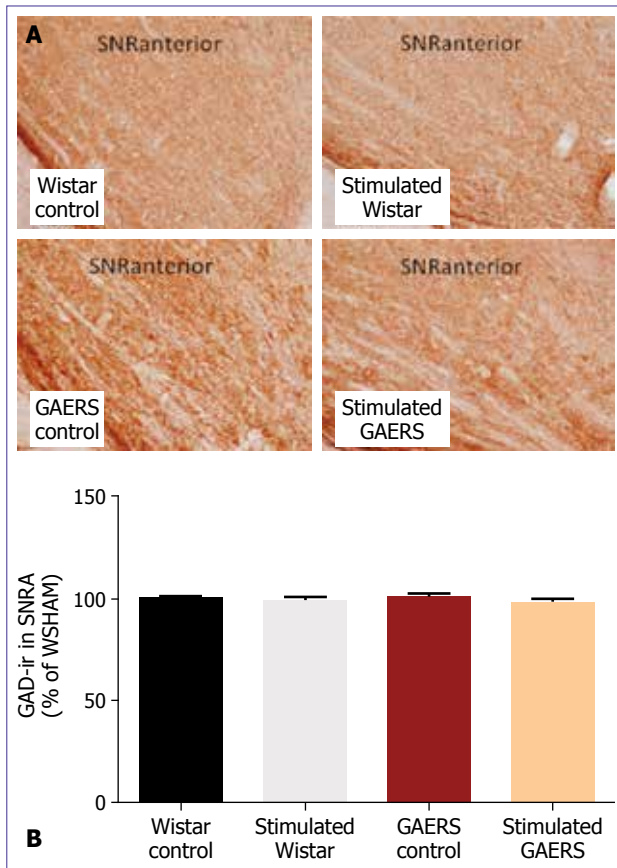 A
SNRanterior
Wistar
control
SNRanterior
Stimulated
Wistar
SNRanterior
GAERS
control
SNRanterior
Stimulated
GAERS
150
100
50
0
GAD-ir in SNRA
(% of WSHAM)
Wistar
control
Stimulated
Wistar
GAERS
control
Stimulated
GAERS
B